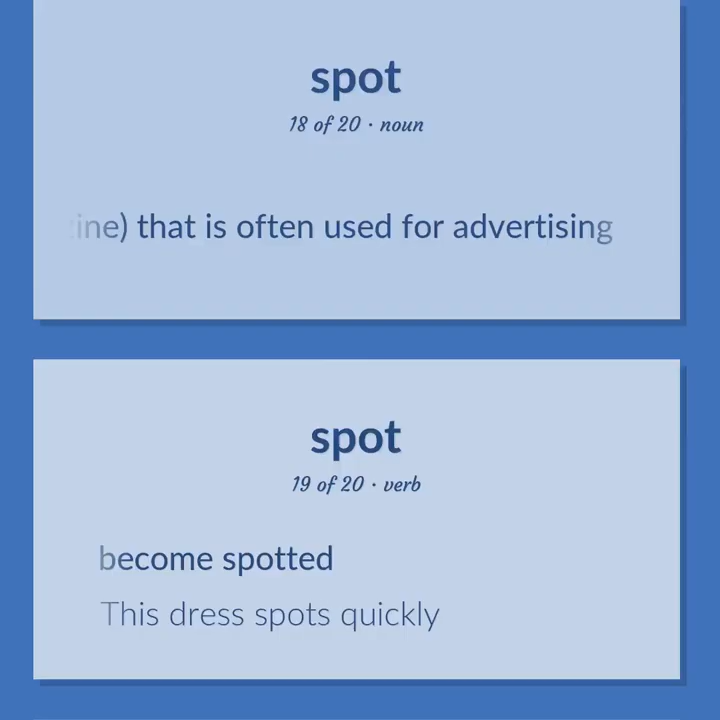 spot
18 of 20 · noun
ine) that is often used for advertising
spot
19 of 20 · verb
become spotted
This dress spots quickly